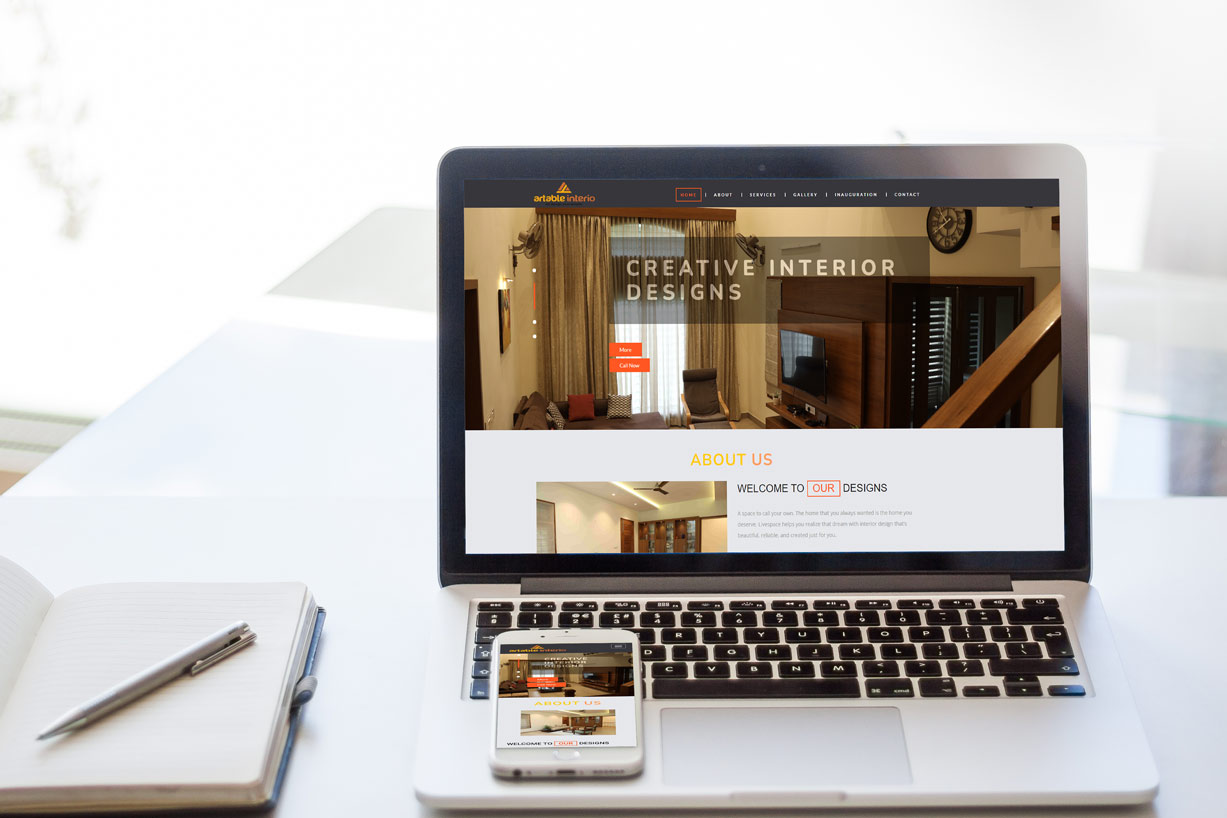 artable interio
HOME | ABOUT | SERVICES | GALLERY | INAUGURATION | CONTACT
CREATIVE INTERIOR
DESIGNS
More
Call Now
ABOUT US
WELCOME TO OUR DESIGNS
A space to call your own. The home that you always wanted is the home you
deserve. Livspace helps you realize that dream with interior design that's
beautiful, reliable, and created just for you.
esc
R T Y U I O P
D F G H J K L
C V B N M
cmd
artable interio
CREATIVE
INTERIOR
DESIGNS
ABOUT US
WELCOME TO OUR DESIGNS